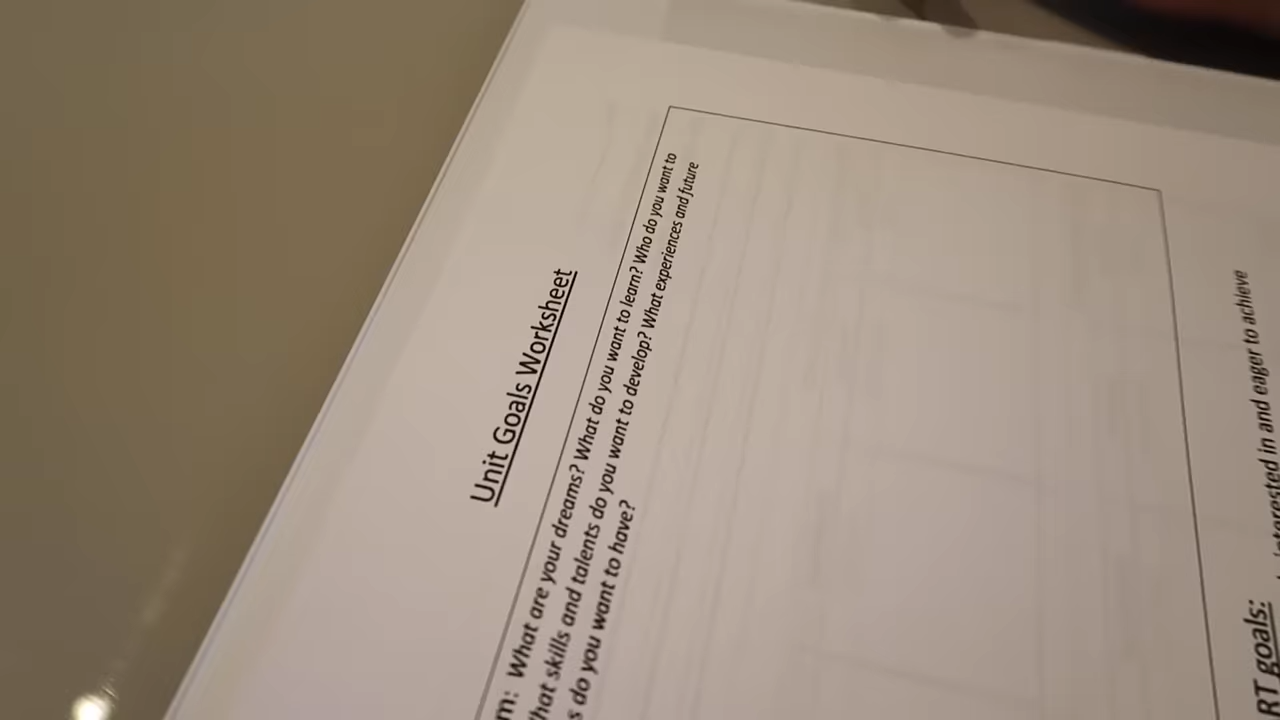 Unit Goals Worksheet
m: What are your dreams? What do you want to learn? Who do you want to
hat skills and talents do you want to develop? What experiences and future
s do you want to have?
RT goals:
interested in and eager to achieve